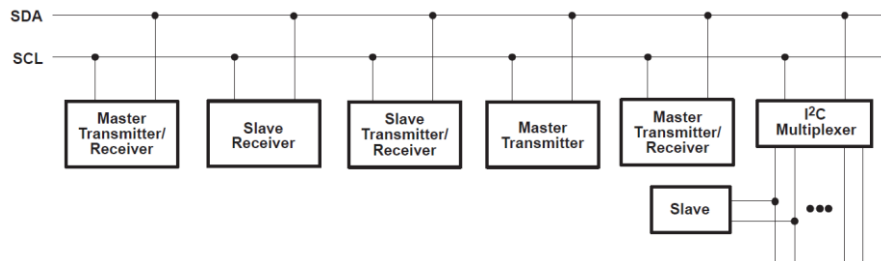 SDA
SCL
Master
Transmitter/
Receiver
Slave
Receiver
Slave
Transmitter/
Receiver
Master
Transmitter
Master
Transmitter/
Receiver
I²C
Multiplexer
Slave